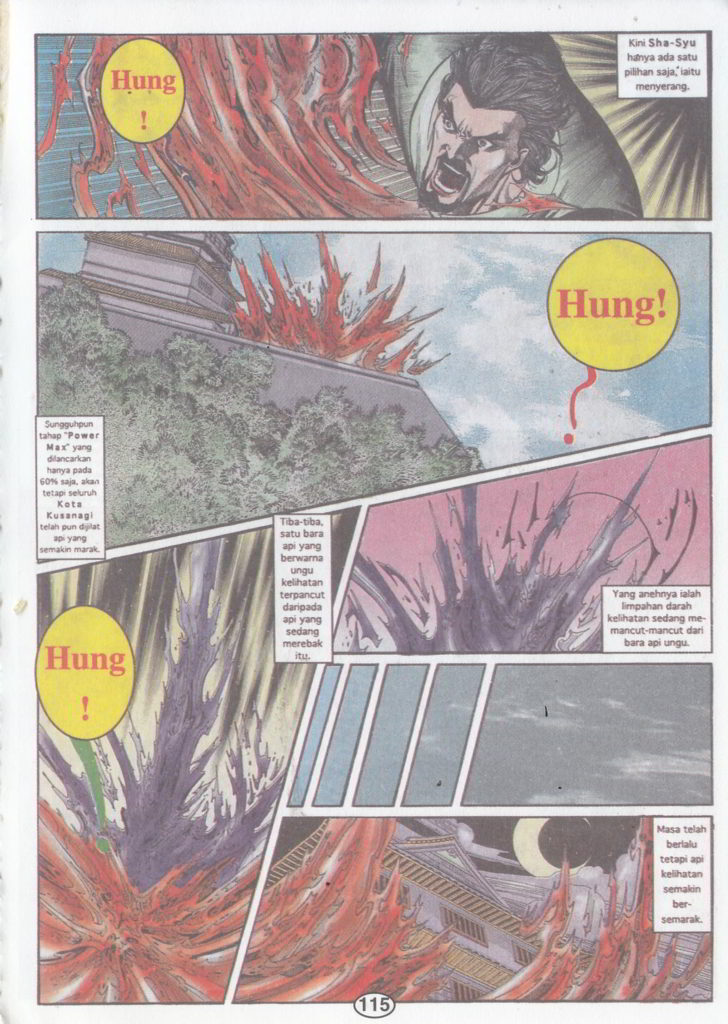 Hung
!
Kini Sha-Syu
hanya ada satu
pilihan saja, iaitu
menyerang.
Hung!
Sungguhpun
tahap "Power
Max" yang
dilancarkan
hanya pada
60% saja, akan
tetapi seluruh
Kota
Kusanagi
telah pun dijilat
api yang
semakin marak.
Tiba-tiba,
satu bara
api yang
berwarna
ungu
kelihatan
terpancut
daripada
api yang
sedang
merebak
itu.
Yang anehnya ialah
limpahan darah
kelihatan sedang me-
mancut-mancut dari
bara api ungu.
Hung
!
Masa telah
berlalu
tetapi api
kelihatan
semakin
ber-
semarak.
115